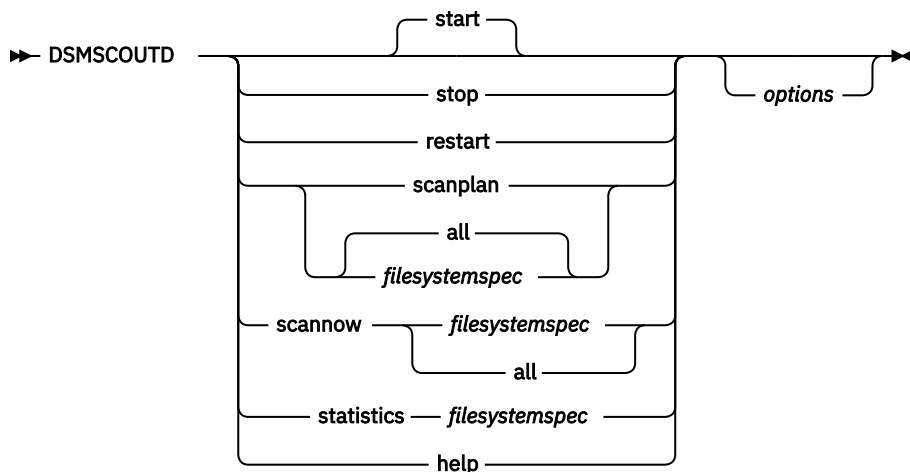 start
DSMSCOUTD
stop
options
restart
scanplan
all
filesystemspec
scannow filesystemspec
all
statistics filesystemspec
help